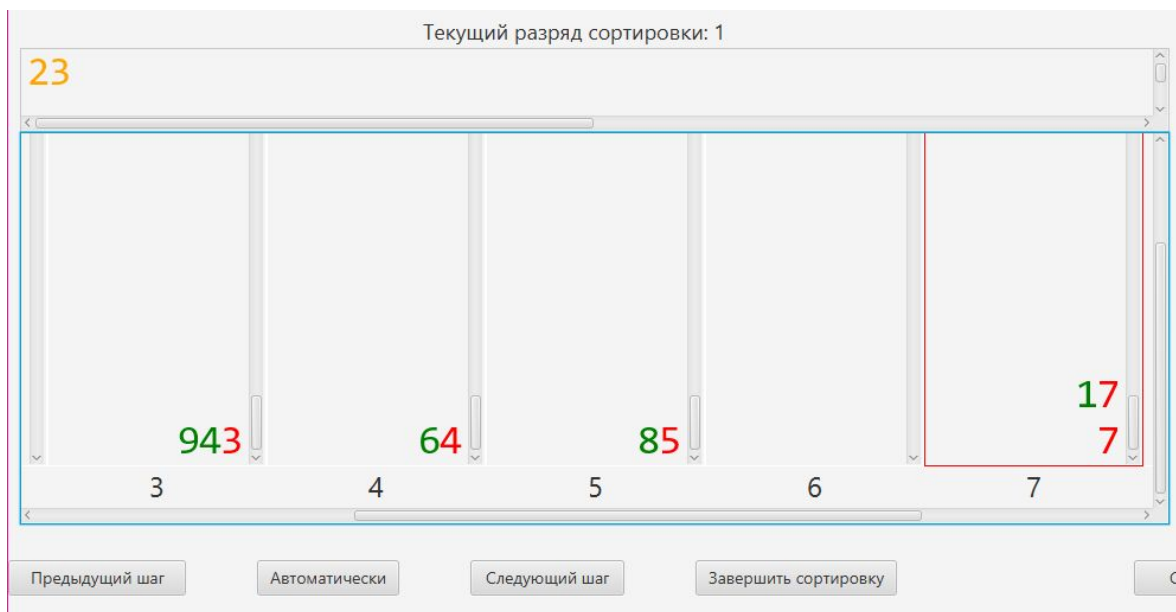 Текущий разряд сортировки: 1
23
17
943 64 85 7
3 4 5 6 7
Предыдущий шаг Автоматически Следующий шаг Завершить сортировку